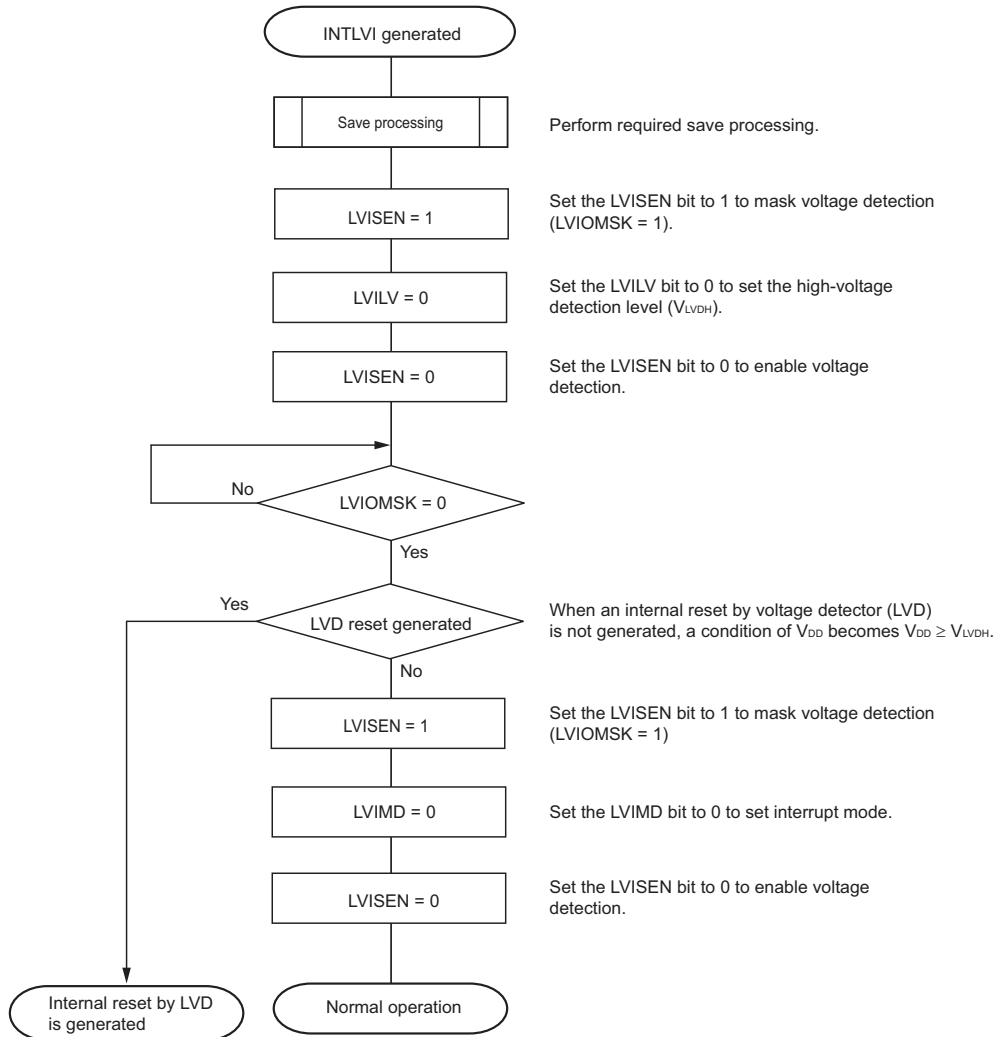 INTLVI generated
Save processing
Perform required save processing.
LVISEN = 1
Set the LVISEN bit to 1 to mask voltage detection
(LVIOMSK = 1).
LVILV = 0
Set the LVILV bit to 0 to set the high-voltage
detection level (VLVDH).
LVISEN = 0
Set the LVISEN bit to 0 to enable voltage
detection.
No
LVIOMSK = 0
Yes
Yes
LVD reset generated
When an internal reset by voltage detector (LVD)
is not generated, a condition of VDD becomes VDD ≥ VLVDH.
No
LVISEN = 1
Set the LVISEN bit to 1 to mask voltage detection
(LVIOMSK = 1)
LVIMD = 0
Set the LVIMD bit to 0 to set interrupt mode.
LVISEN = 0
Set the LVISEN bit to 0 to enable voltage
detection.
Internal reset by LVD
is generated
Normal operation